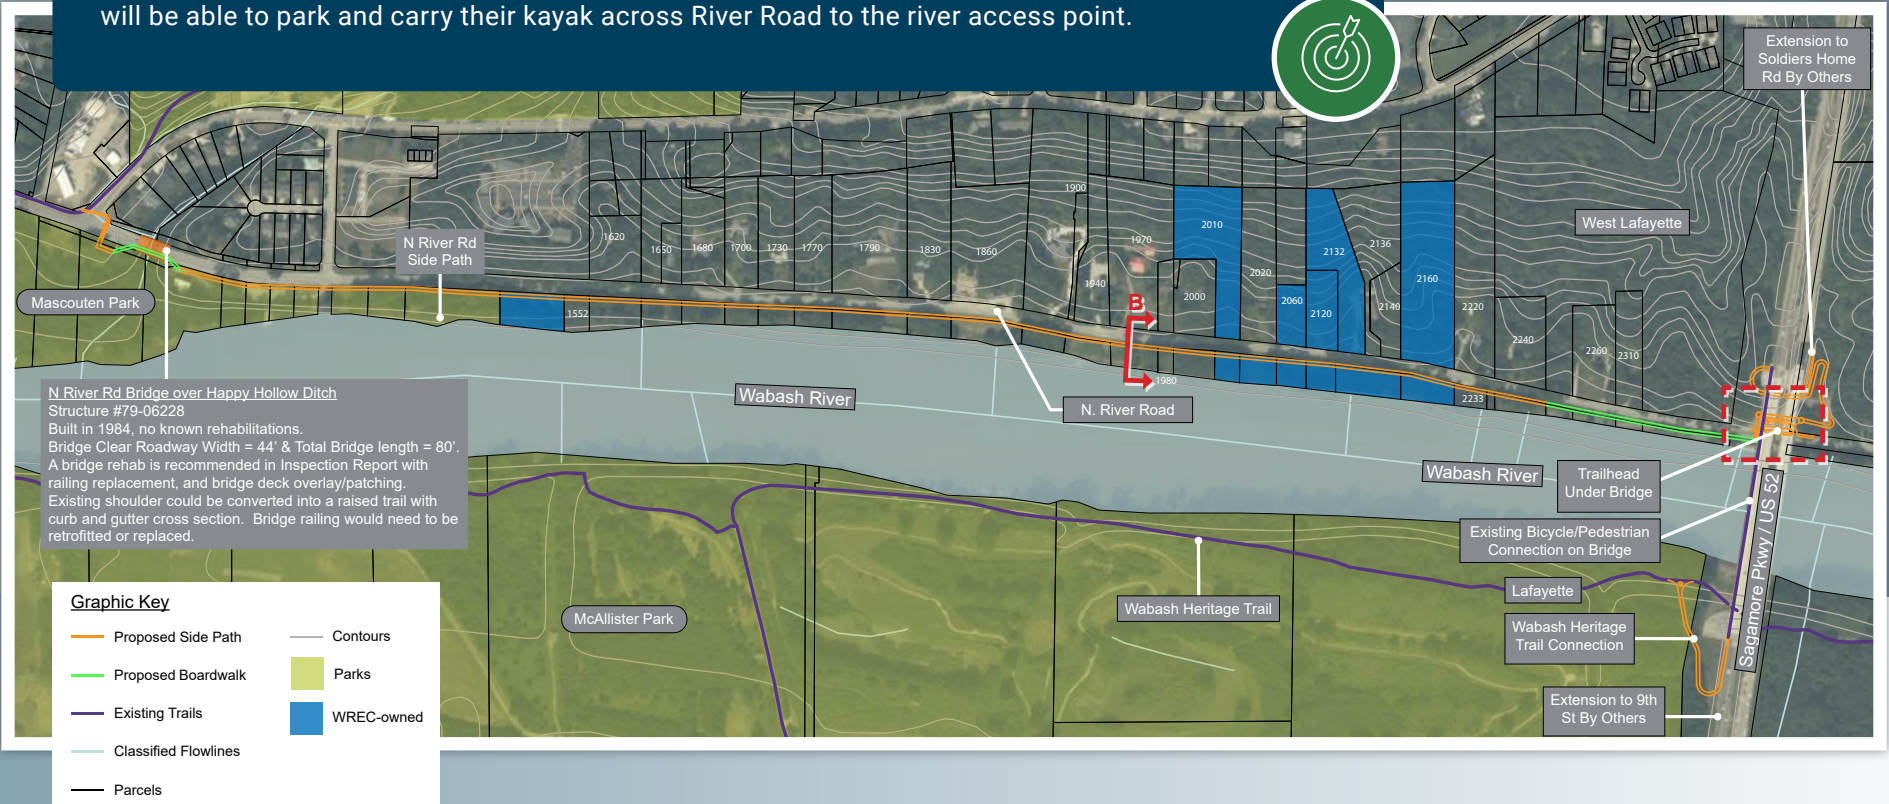 will be able to park and carry their kayak across River Road to the river access point.
Extension to
Soldiers Home
Rd By Others
West Lafayette
N River Rd
Side Path
Mascouten Park
1620
1650
1680
1700
1730
1770
1790
1830
1860
1900
1940
1970
2000
2010
2020
2060
2120
2132
2136
2140
2160
2220
2240
2260
2310
1552
B
1980
2233
N. River Road
Wabash River
Wabash River
N River Rd Bridge over Happy Hollow Ditch
Structure #79-06228
Built in 1984, no known rehabilitations.
Bridge Clear Roadway Width = 44' & Total Bridge length = 80'.
A bridge rehab is recommended in Inspection Report with
railing replacement, and bridge deck overlay/patching.
Existing shoulder could be converted into a raised trail with
curb and gutter cross section.  Bridge railing would need to be
retrofitted or replaced.
Trailhead
Under Bridge
Existing Bicycle/Pedestrian
Connection on Bridge
Sagamore Pkwy / US 52
Lafayette
Wabash Heritage Trail
Wabash Heritage
Trail Connection
McAllister Park
Extension to 9th
St By Others
Graphic Key
Proposed Side Path
Proposed Boardwalk
Existing Trails
Classified Flowlines
Parcels
Contours
Parks
WREC-owned